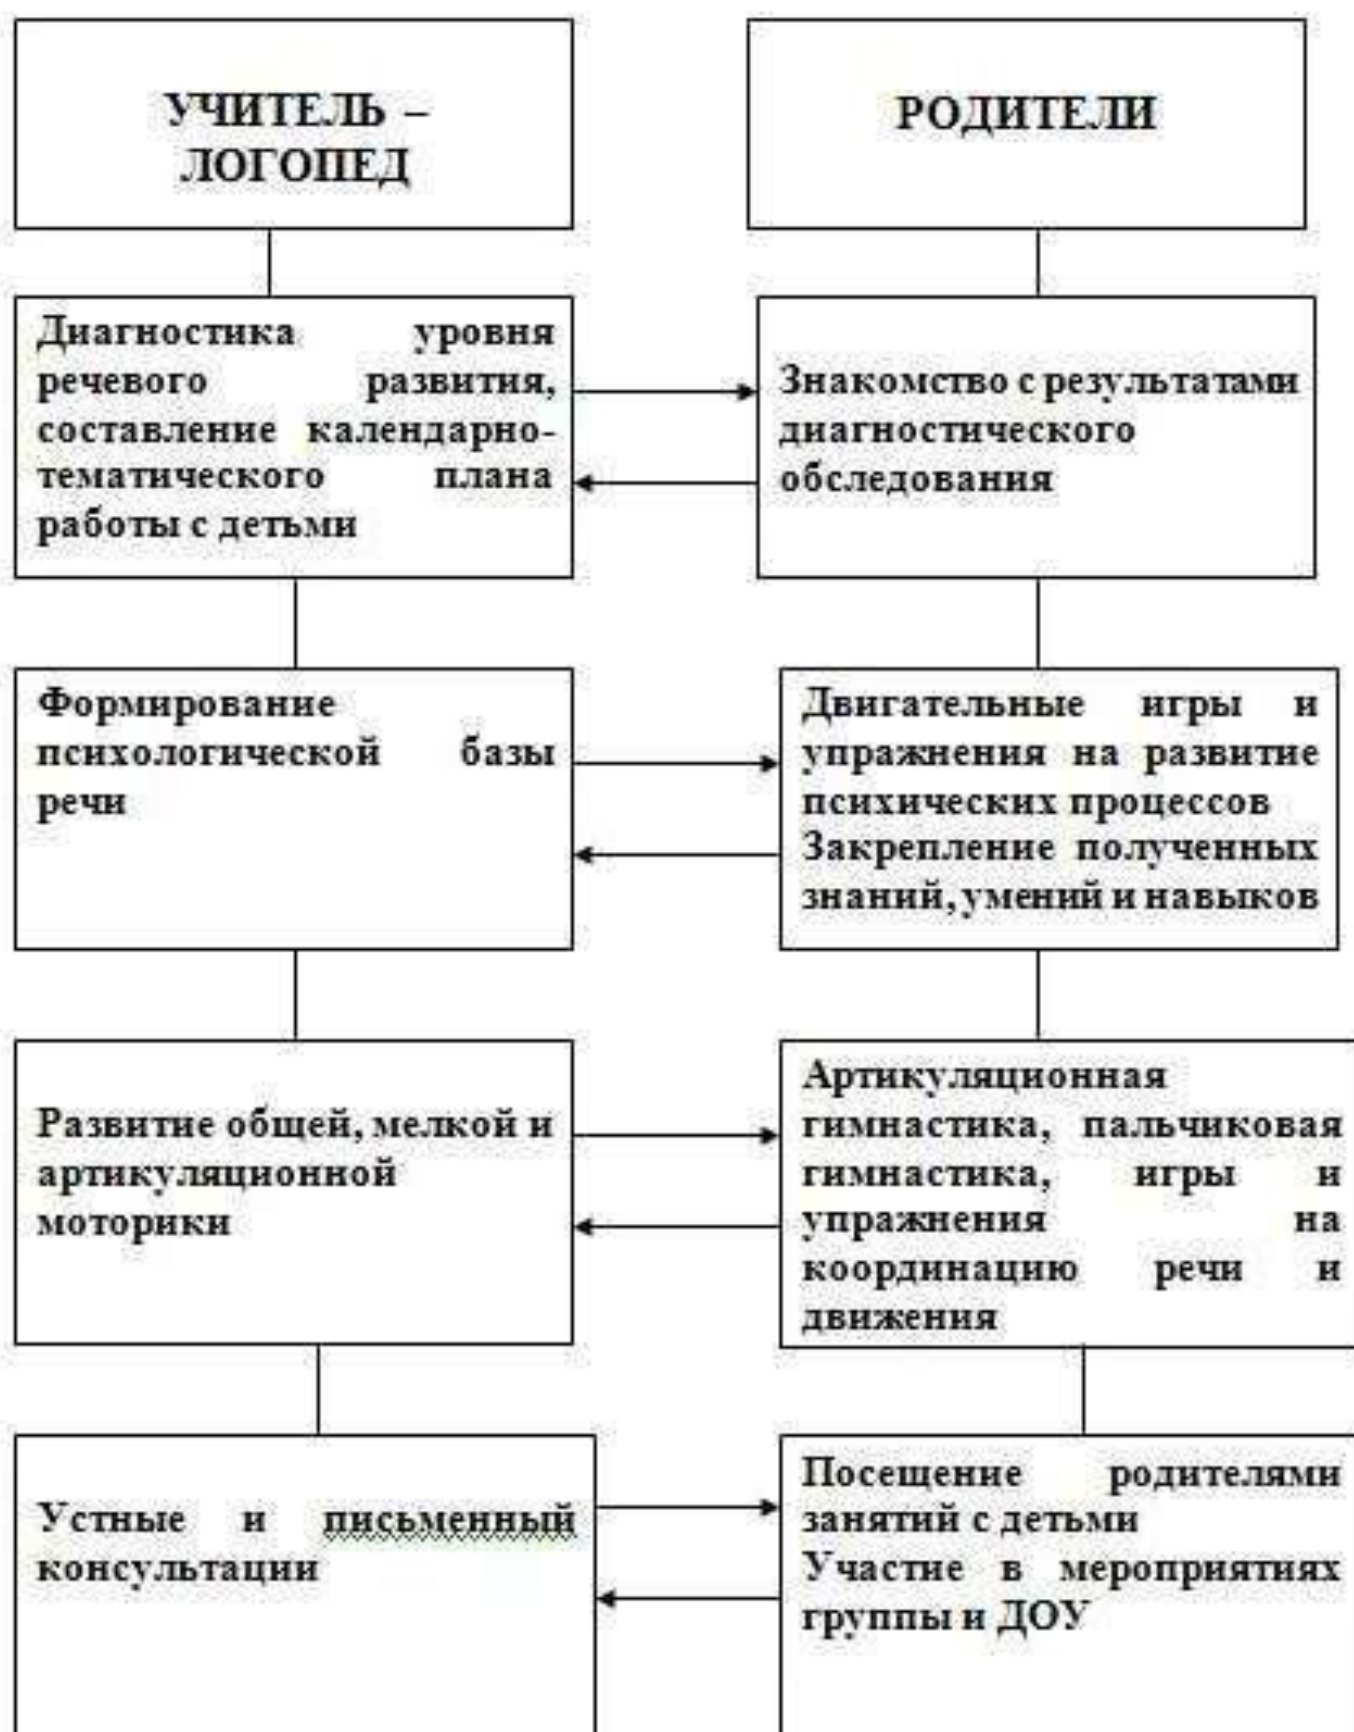 УЧИТЕЛЬ –
ЛОГОПЕД
РОДИТЕЛИ
Диагностика уровня
речевого развития,
составление календарно-
тематического плана
работы с детьми
Знакомство с результатами
диагностического
обследования
Формирование
психологической базы
речи
Двигательные игры и
упражнения на развитие
психических процессов
Закрепление полученных
знаний, умений и навыков
Развитие общей, мелкой и
артикуляционной
моторики
Артикуляционная
гимнастика, пальчиковая
гимнастика, игры и
упражнения на
координацию речи и
движения
Устные и письменный
консультации
Посещение родителями
занятий с детьми
Участие в мероприятиях
группы и ДОУ